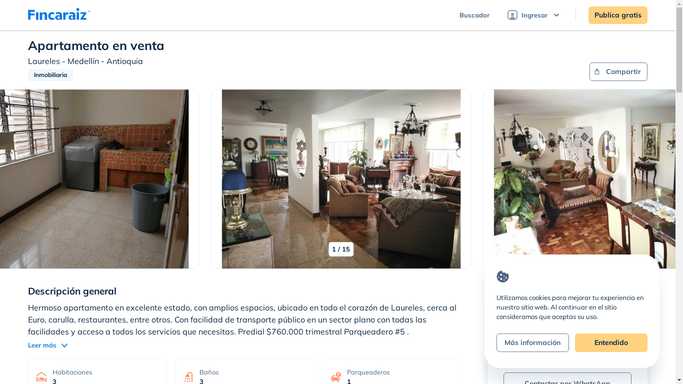 Fincaraiz
Buscador
Ingresar
Publica gratis
Apartamento en venta
Laureles - Medellín - Antioquia
Inmobiliaria
Compartir
1 / 15
Descripción general
Hermoso apartamento en excelente estado, con amplios espacios, ubicado en todo el corazón de Laureles, cerca al
Euro, carulla, restaurantes, entre otros. Con facilidad de transporte público en un sector plano con todas las
facilidades y acceso a todos los servicios que necesitas. Predial $760.000 trimestral Parqueadero #5 .
Leer más
Habitaciones
3
Baños
3
Parqueaderos
1
Utilizamos cookies para mejorar tu experiencia en
nuestro sitio web. Al continuar en el sitio
consideramos que aceptas su uso.
Más información
Entendido
Contactar por WhatsApp